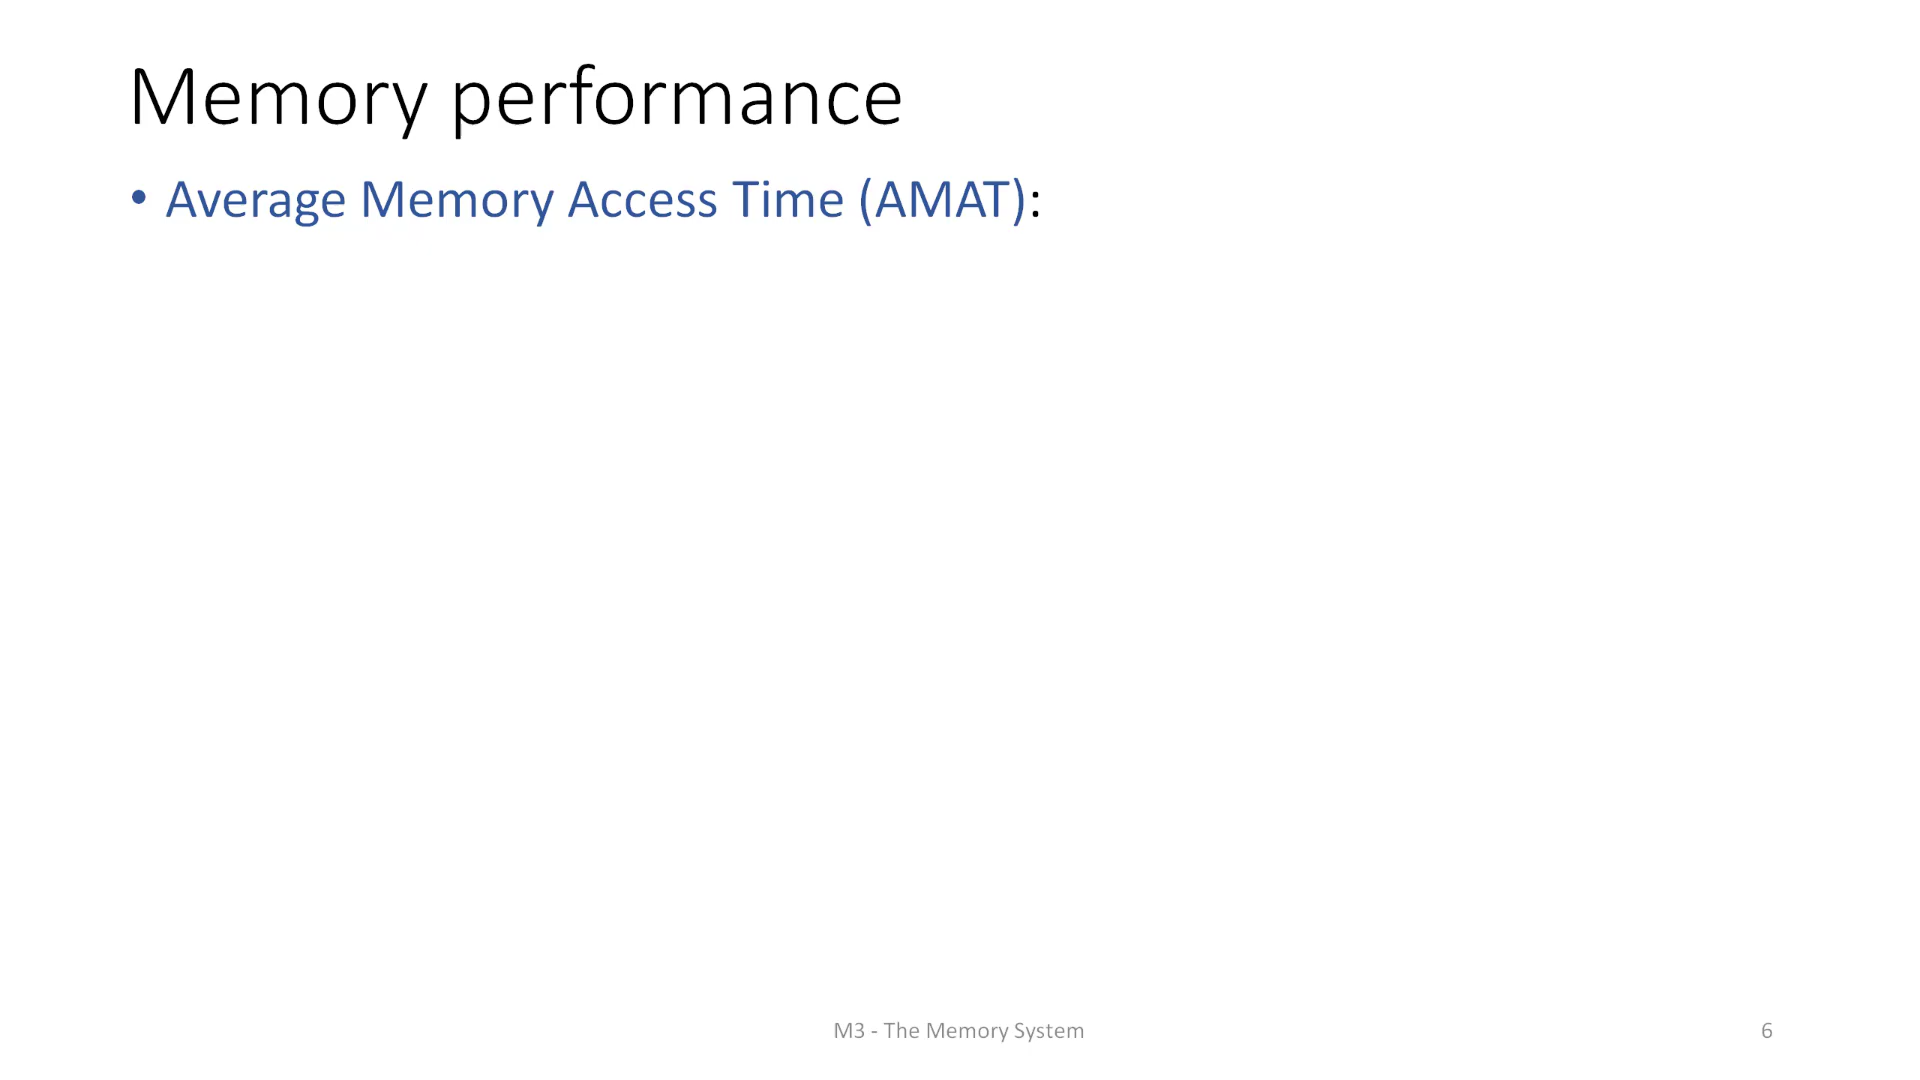 Memory performance
• Average Memory Access Time (AMAT):
M3 - The Memory System
6